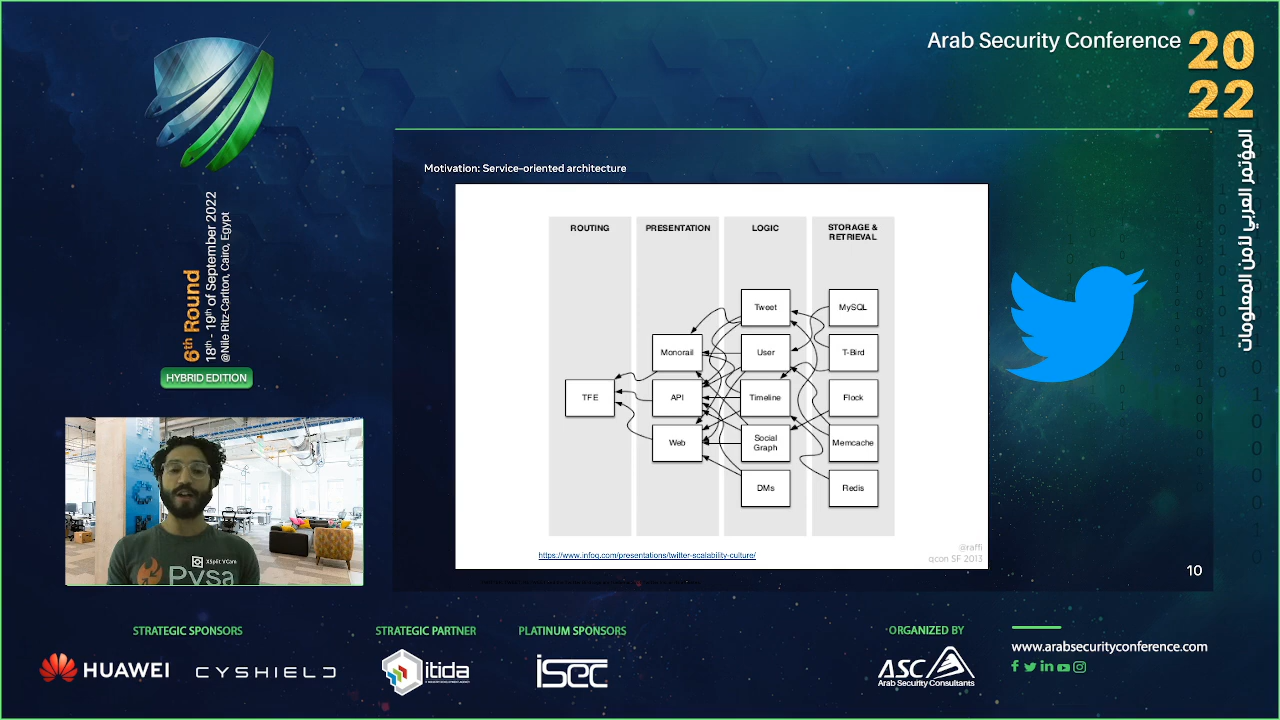 Arab Security Conference
20
22
المؤتمر العربي لأمن المعلومات
6th Round
18th - 19th of September 2022
@Nile Ritz-Carlton, Cairo, Egypt
HYBRID EDITION
Motivation: Service-oriented architecture
ROUTING
PRESENTATION
LOGIC
STORAGE &
RETRIEVAL
Tweet
MySQL
Monorail
User
T-Bird
TFE
API
Timeline
Flock
Web
Social
Graph
Memcache
DMs
Redis
https://www.infoq.com/presentations/twitter-scalability-culture/
@raffi
qcon SF 2013
10
XSplit VCam
Pysa
STRATEGIC SPONSORS
STRATEGIC PARTNER
PLATINUM SPONSORS
ORGANIZED BY
HUAWEI
CYSHIELD
itida
isec
ASC
Arab Security Consultants
www.arabsecurityconference.com